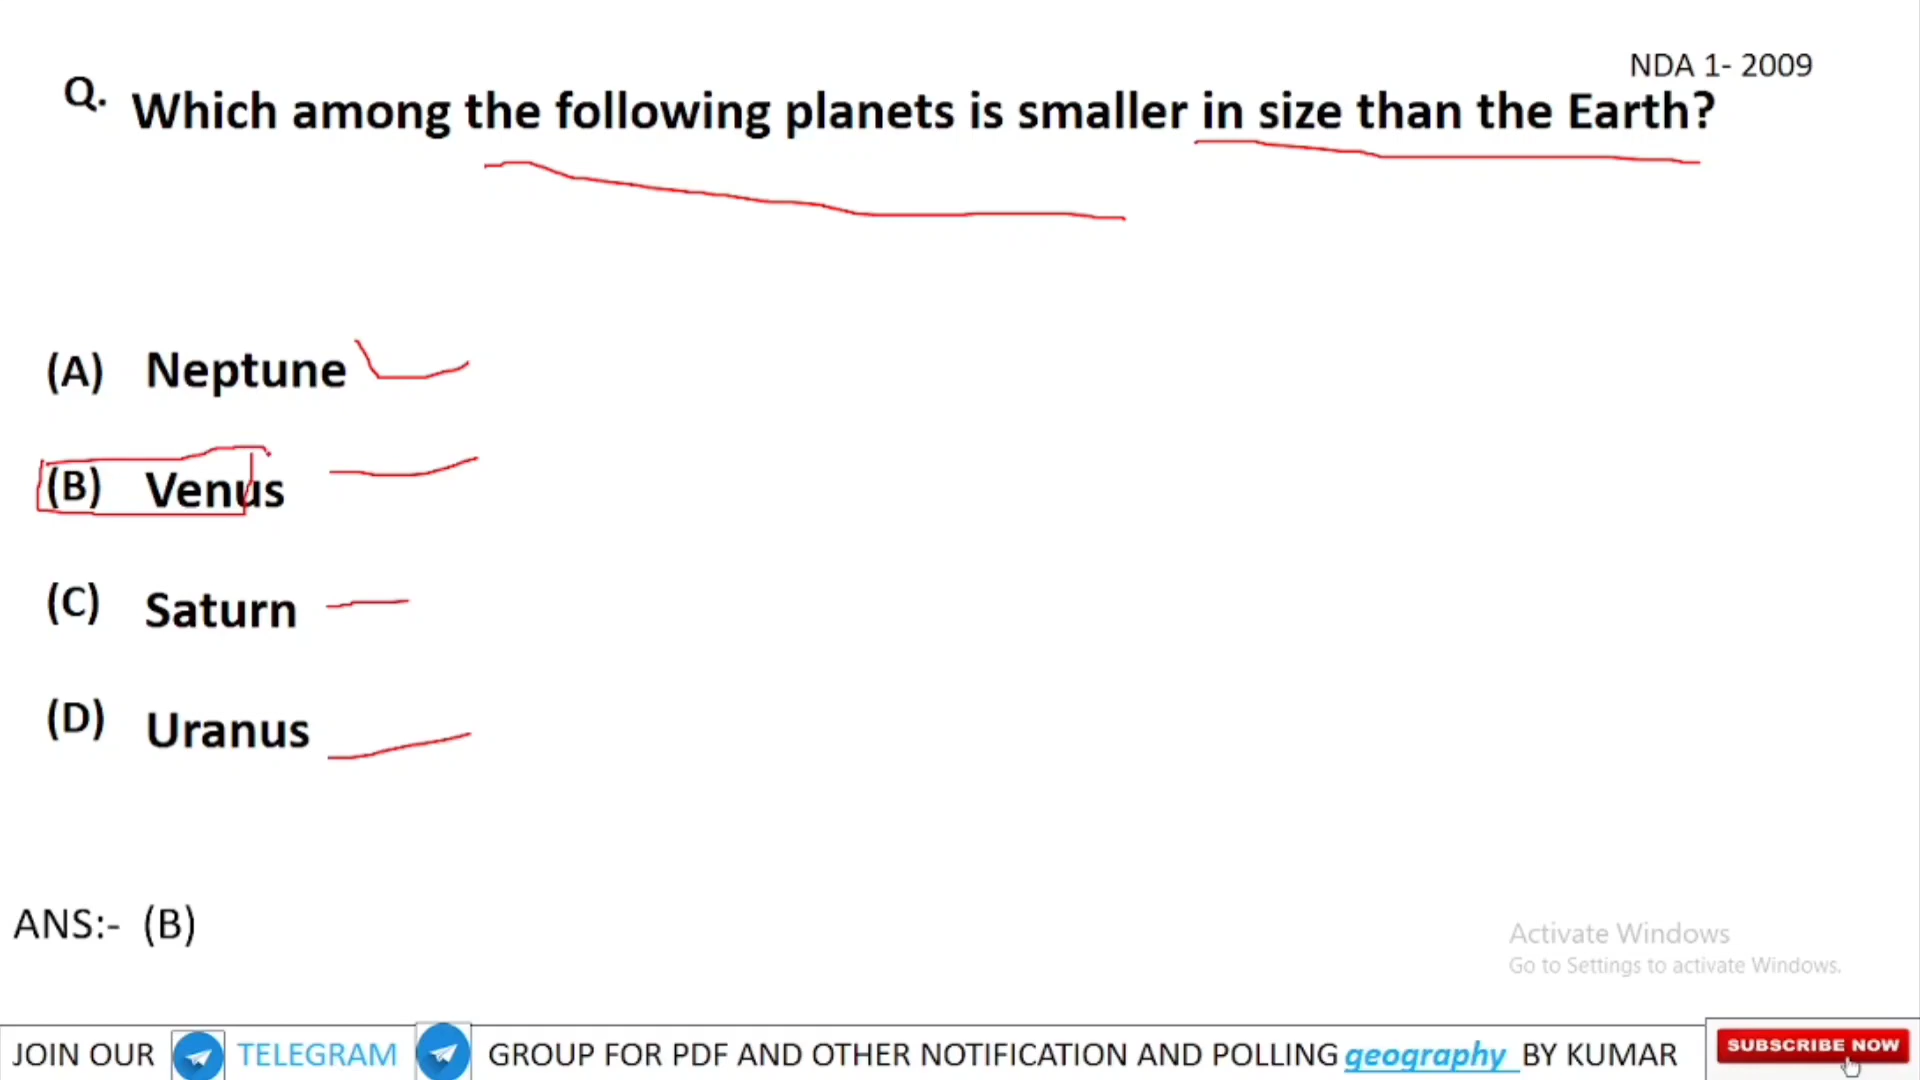 NDA 1- 2009
Q. Which among the following planets is smaller in size than the Earth?
(A) Neptune
(B) Venus
(C) Saturn
(D) Uranus
ANS:- (B)
Activate Windows
Go to Settings to activate Windows.
JOIN OUR TELEGRAM GROUP FOR PDF AND OTHER NOTIFICATION AND POLLING geography BY KUMAR SUBSCRIBE NOW